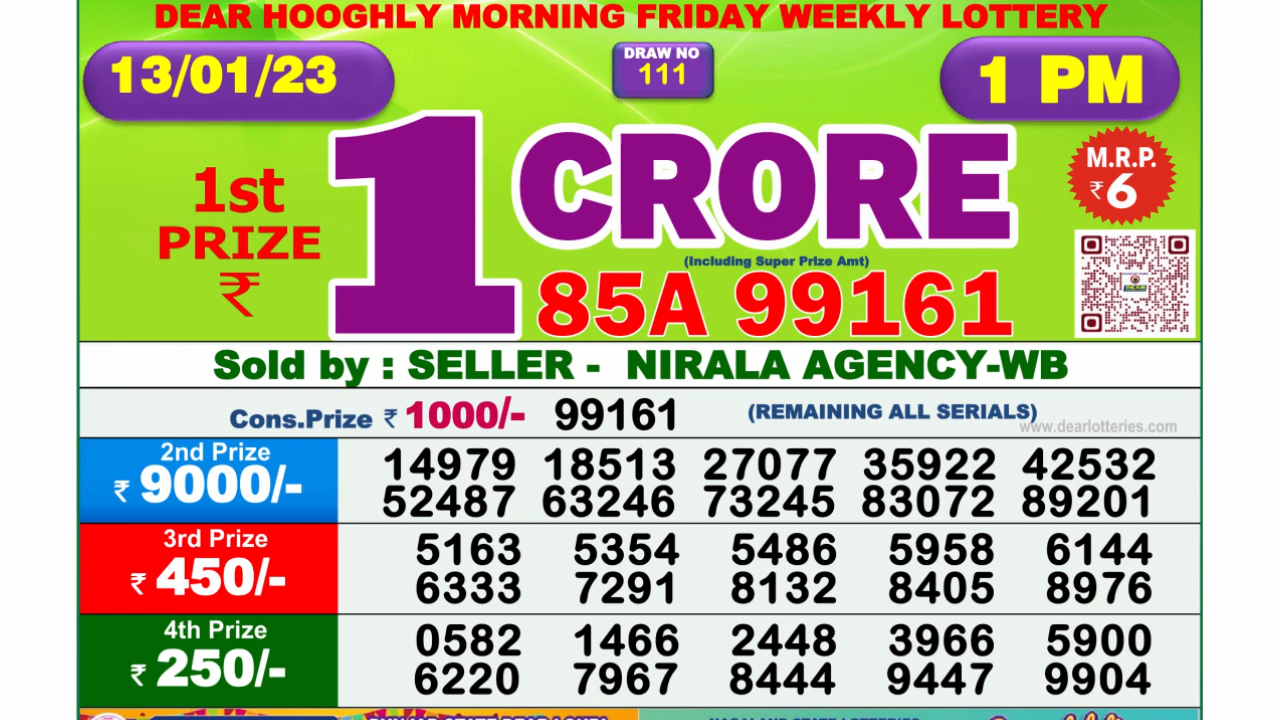 DEAR HOOGHLY MORNING FRIDAY WEEKLY LOTTERY
13/01/23
DRAW NO
111
1 PM
1st
PRIZE
₹
1 CRORE
(Including Super Prize Amt)
85A 99161
M.R.P.
₹6
Sold by : SELLER - NIRALA AGENCY-WB
Cons.Prize ₹ 1000/- 99161 (REMAINING ALL SERIALS)
www.dearlotteries.com
2nd Prize
₹ 9000/-
14979 18513 27077 35922 42532
52487 63246 73245 83072 89201
3rd Prize
₹ 450/-
5163 5354 5486 5958 6144
6333 7291 8132 8405 8976
4th Prize
₹ 250/-
0582 1466 2448 3966 5900
6220 7967 8444 9447 9904